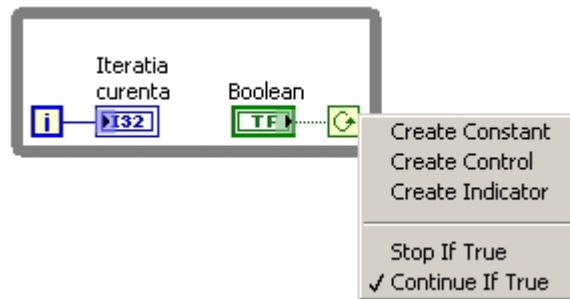 Iteratia
curenta
Boolean
i
I32
TF
Create Constant
Create Control
Create Indicator
Stop If True
✓ Continue If True